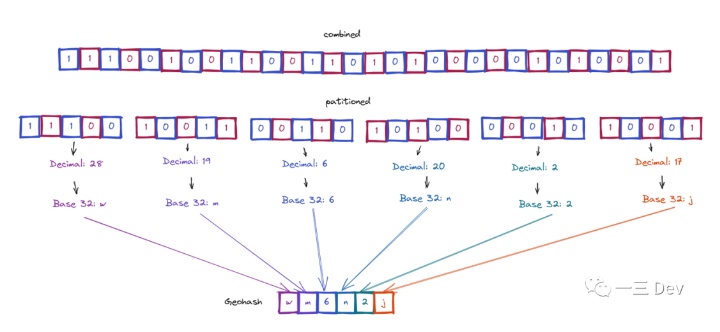 combined
1 1 1 0 0 1 0 0 1 1 0 0 1 1 0 1 0 1 0 0 0 0 0 1 0 1 0 0 0 1
patitioned
1 1 1 0 0 1 0 0 1 1 0 0 1 1 0 1 0 1 0 0 0 0 0 1 0 1 0 0 0 1
Decimal: 28 Decimal: 19 Decimal: 6 Decimal: 20 Decimal: 2 Decimal: 17
Base 32: w Base 32: m Base 32: 6 Base 32: n Base 32: 2 Base 32: j
Geohash w m 6 n 2 j
一三 Dev